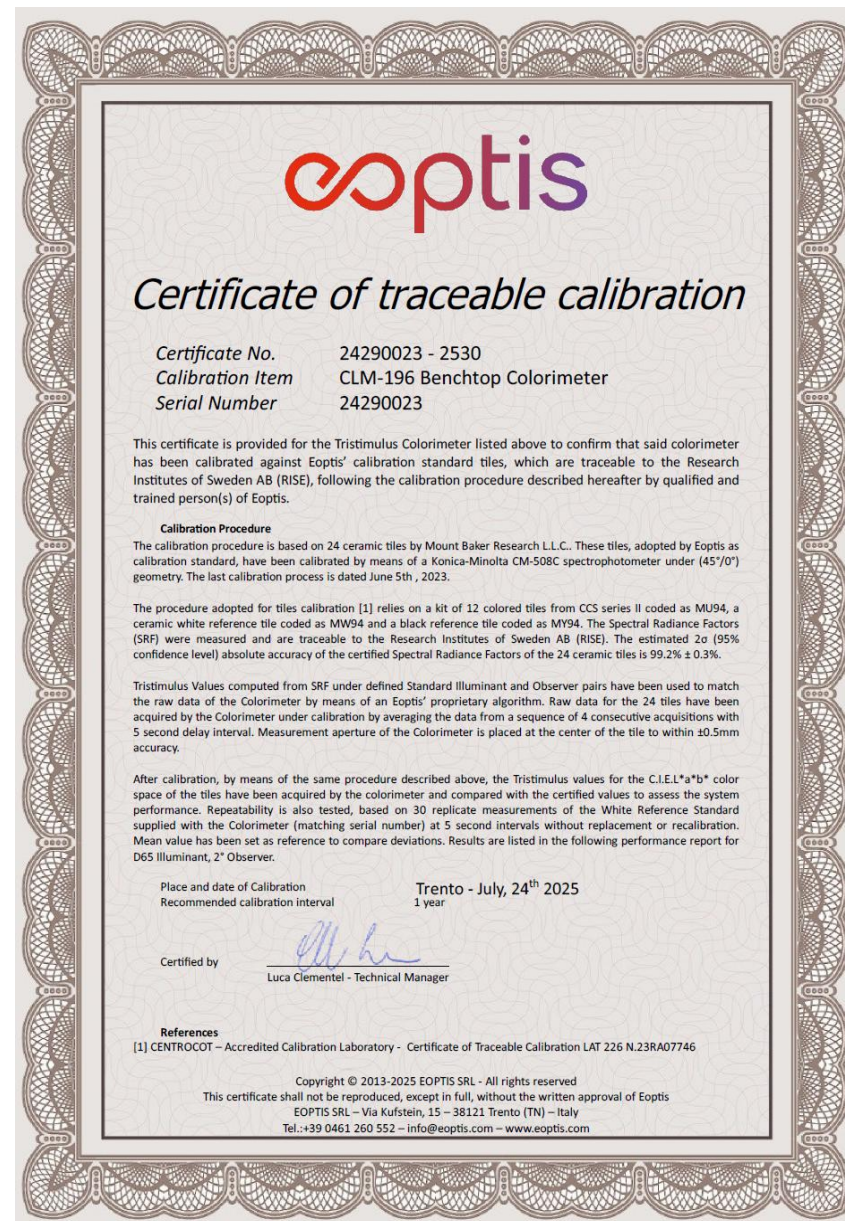 eoptis
Certificate of traceable calibration
Certificate No. 24290023 - 2530
Calibration Item CLM-196 Benchtop Colorimeter
Serial Number 24290023
This certificate is provided for the Tristimulus Colorimeter listed above to confirm that said colorimeter
has been calibrated against Eoptis' calibration standard tiles, which are traceable to the Research
Institutes of Sweden AB (RISE), following the calibration procedure described hereafter by qualified and
trained person(s) of Eoptis.
Calibration Procedure
The calibration procedure is based on 24 ceramic tiles by Mount Baker Research L.L.C.. These tiles, adopted by Eoptis as
calibration standard, have been calibrated by means of a Konica-Minolta CM-508C spectrophotometer under (45°/0°)
geometry. The last calibration process is dated June 5th , 2023.
The procedure adopted for tiles calibration [1] relies on a kit of 12 colored tiles from CCS series II coded as MU94, a
ceramic white reference tile coded as MW94 and a black reference tile coded as MY94. The Spectral Radiance Factors
(SRF) were measured and are traceable to the Research Institutes of Sweden AB (RISE). The estimated 2σ (95%
confidence level) absolute accuracy of the certified Spectral Radiance Factors of the 24 ceramic tiles is 99.2% ± 0.3%.
Tristimulus Values computed from SRF under defined Standard Illuminant and Observer pairs have been used to match
the raw data of the Colorimeter by means of an Eoptis' proprietary algorithm. Raw data for the 24 tiles have been
acquired by the Colorimeter under calibration by averaging the data from a sequence of 4 consecutive acquisitions with
5 second delay interval. Measurement aperture of the Colorimeter is placed at the center of the tile to within ±0.5mm
accuracy.
After calibration, by means of the same procedure described above, the Tristimulus values for the C.I.E.L*a*b* color
space of the tiles have been acquired by the colorimeter and compared with the certified values to assess the system
performance. Repeatability is also tested, based on 30 replicate measurements of the White Reference Standard
supplied with the Colorimeter (matching serial number) at 5 second intervals without replacement or recalibration.
Mean value has been set as reference to compare deviations. Results are listed in the following performance report for
D65 Illuminant, 2° Observer.
Place and date of Calibration Trento - July, 24th 2025
Recommended calibration interval 1 year
Certified by
Luca Clementel - Technical Manager
References
[1] CENTROCOT – Accredited Calibration Laboratory - Certificate of Traceable Calibration LAT 226 N.23RA07746
Copyright © 2013-2025 EOPTIS SRL - All rights reserved
This certificate shall not be reproduced, except in full, without the written approval of Eoptis
EOPTIS SRL – Via Kufstein, 15 – 38121 Trento (TN) – Italy
Tel.:+39 0461 260 552 – info@eoptis.com – www.eoptis.com